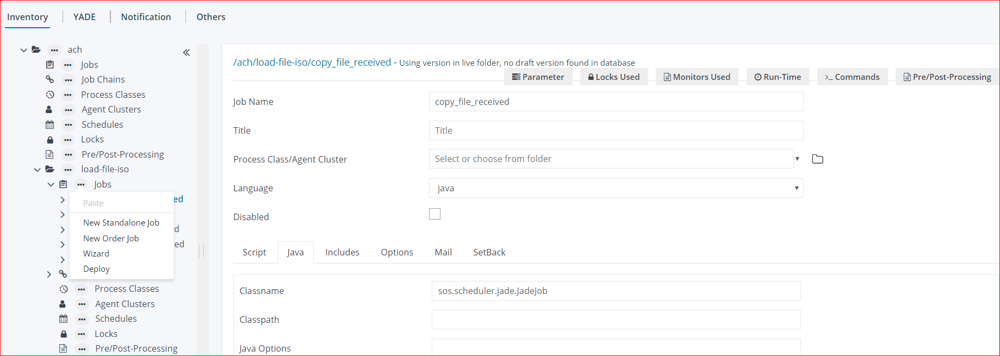 Inventory YADE Notification Others
ach
Jobs
Job Chains
Process Classes
Agent Clusters
Schedules
Locks
Pre/Post-Processing
load-file-iso
Jobs
Paste
New Standalone Job
New Order Job
Wizard
Deploy
ed
d
ed
Process Classes
Agent Clusters
Schedules
Locks
Pre/Post-Processing
/ach/load-file-iso/copy_file_received - Using version in live folder, no draft version found in database
Parameter Locks Used Monitors Used Run-Time Commands Pre/Post-Processing
Job Name copy_file_received
Title Title
Process Class/Agent Cluster Select or choose from folder
Language java
Disabled
Script Java Includes Options Mail SetBack
Classname sos.scheduler.jade.JadeJob
Classpath
Java Options